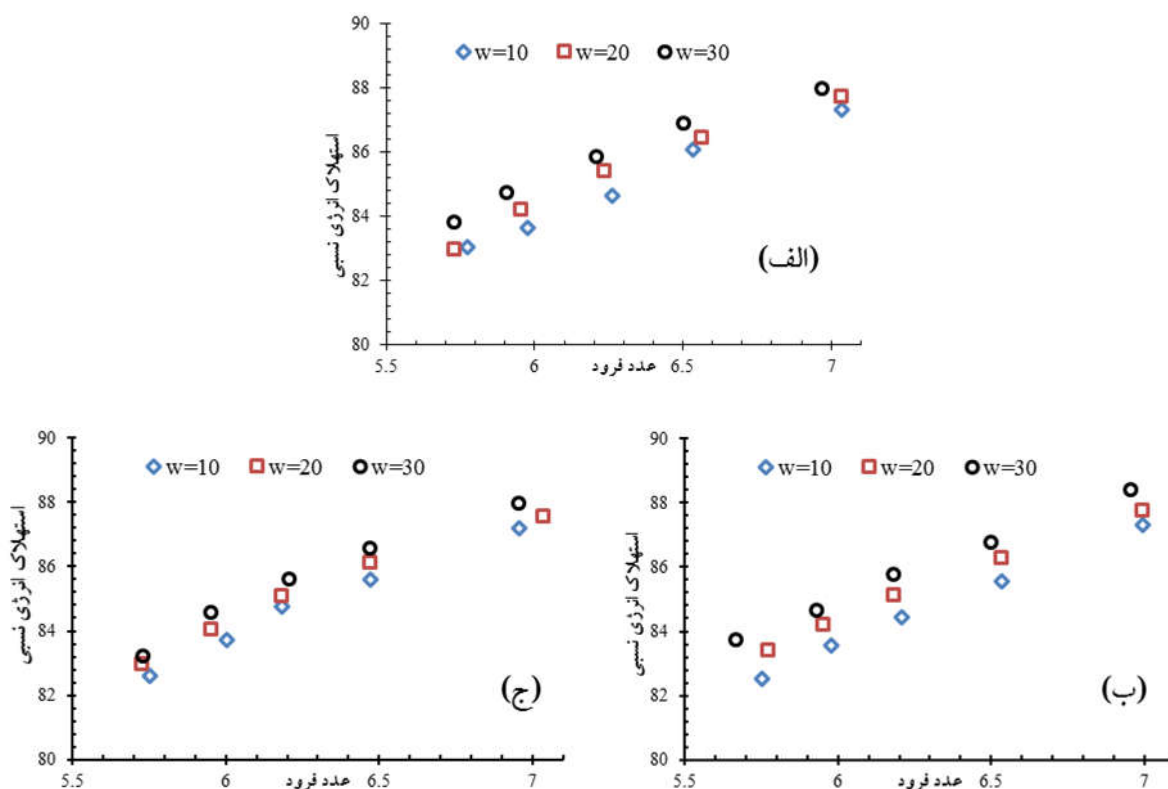 90
88
86
84
82
80
w=10 w=20 w=30
استهلاک انرژی نسبی
(الف)
5.5 6 6.5 7
عدد فرود
90
88
86
84
82
80
w=10 w=20 w=30
استهلاک انرژی نسبی
(ب)
5.5 6 6.5 7
عدد فرود
90
88
86
84
82
80
w=10 w=20 w=30
استهلاک انرژی نسبی
(ج)
5.5 6 6.5 7
عدد فرود